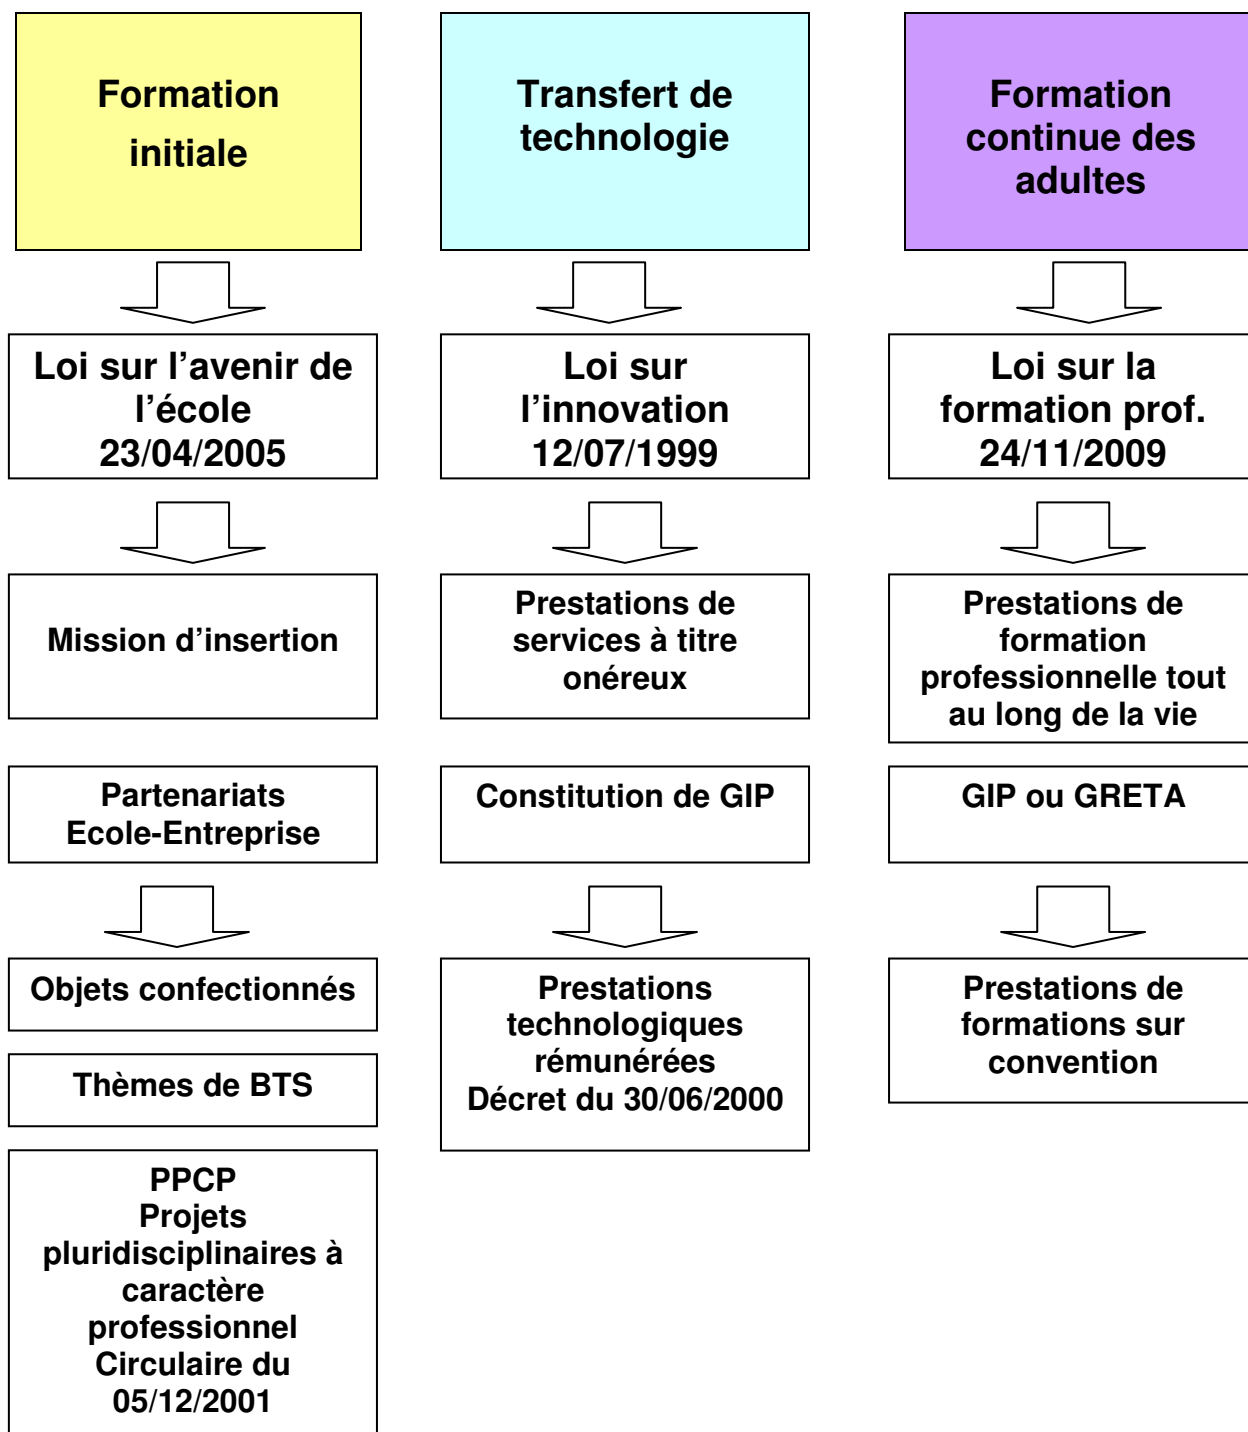 Formation
initiale
Transfert de
technologie
Formation
continue des
adultes
Loi sur l'avenir de
l'école
23/04/2005
Loi sur
l'innovation
12/07/1999
Loi sur la
formation prof.
24/11/2009
Mission d'insertion
Prestations de
services à titre
onéreux
Prestations de
formation
professionnelle tout
au long de la vie
Partenariats
Ecole-Entreprise
Constitution de GIP
GIP ou GRETA
Objets confectionnés
Thèmes de BTS
PPCP
Projets
pluridisciplinaires à
caractère
professionnel
Circulaire du
05/12/2001
Prestations
technologiques
rémunérées
Décret du 30/06/2000
Prestations de
formations sur
convention